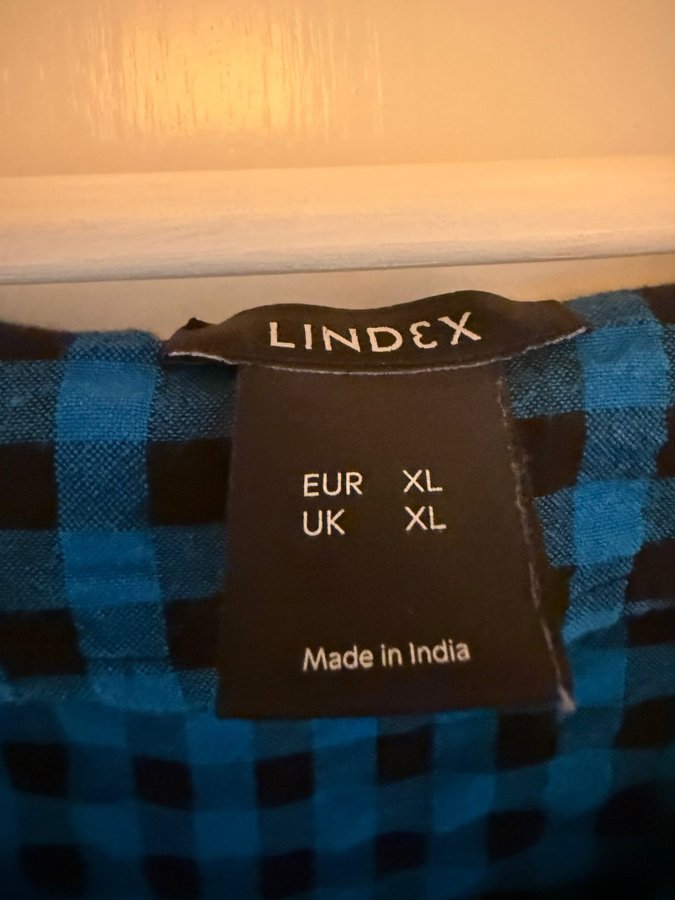 LINDEX
EUR XL
UK XL
Made in India